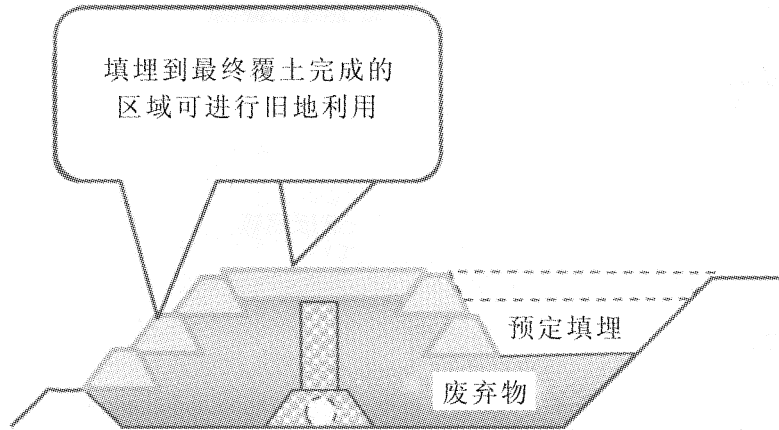 填埋到最终覆土完成的
区域可进行旧地利用
预定填埋
废弃物